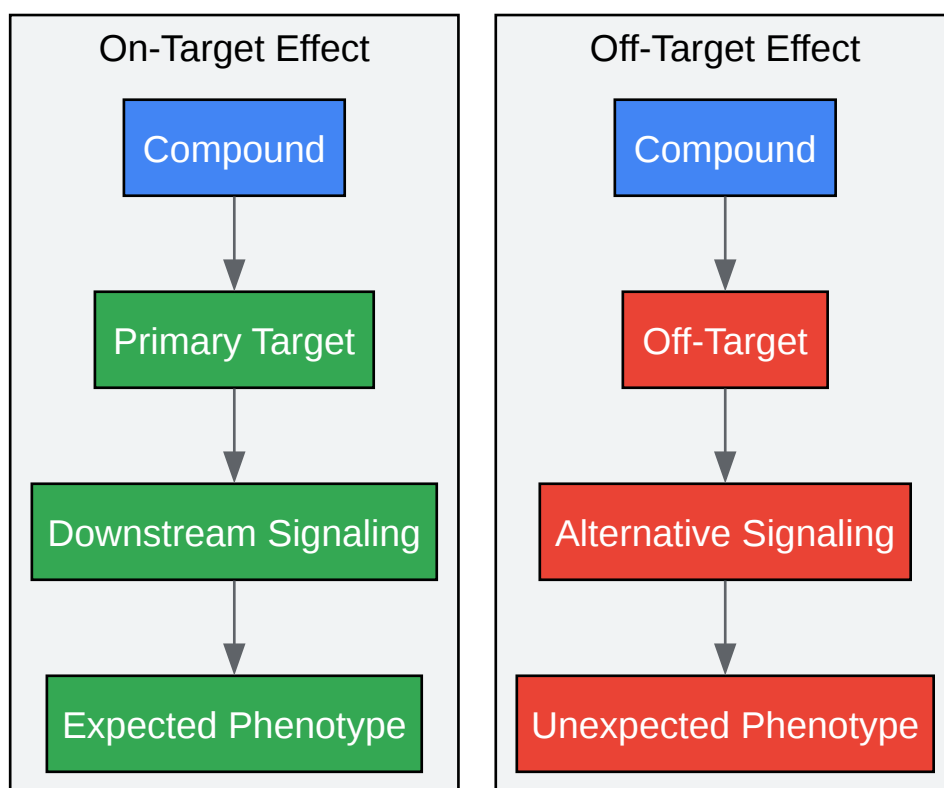 On-Target Effect
Compound
Primary Target
Downstream Signaling
Expected Phenotype
Off-Target Effect
Compound
Off-Target
Alternative Signaling
Unexpected Phenotype